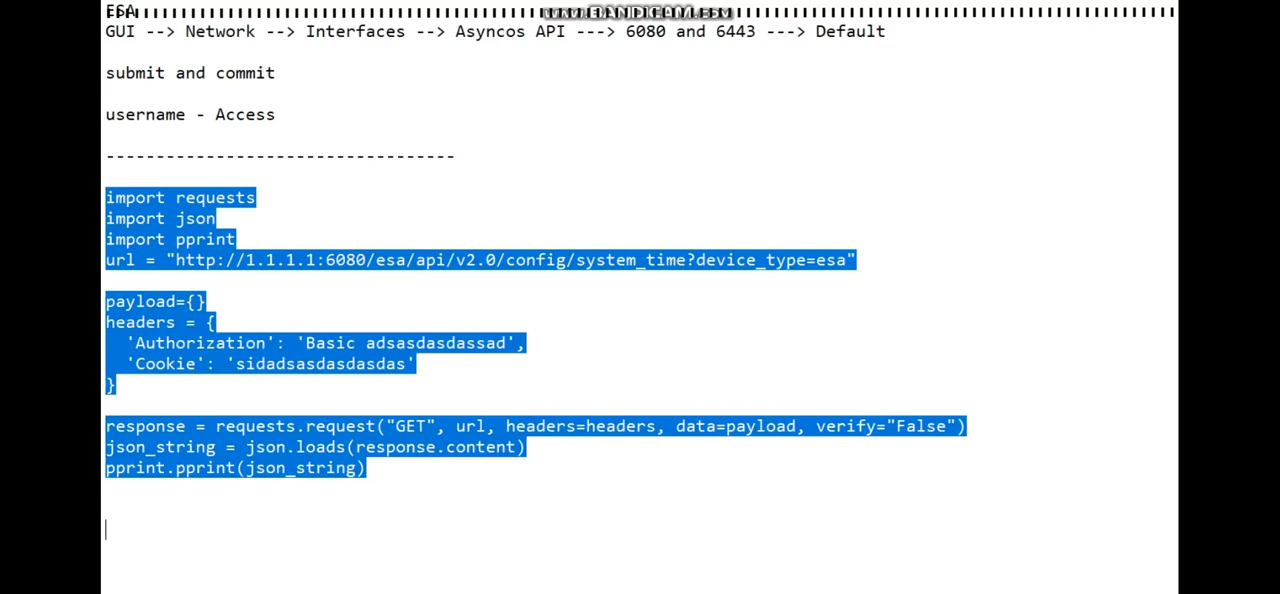 ESA
www.BANDICAM.com
GUI --> Network --> Interfaces --> Asyncos API ---> 6080 and 6443 ---> Default
submit and commit
username - Access
-----------------------------------
import requests
import json
import pprint
url = "http://1.1.1.1:6080/esa/api/v2.0/config/system_time?device_type=esa"
payload={}
headers = {
  'Authorization': 'Basic adsasdasdassad',
  'Cookie': 'sidadsasdasdasdas'
}
response = requests.request("GET", url, headers=headers, data=payload, verify="False")
json_string = json.loads(response.content)
pprint.pprint(json_string)